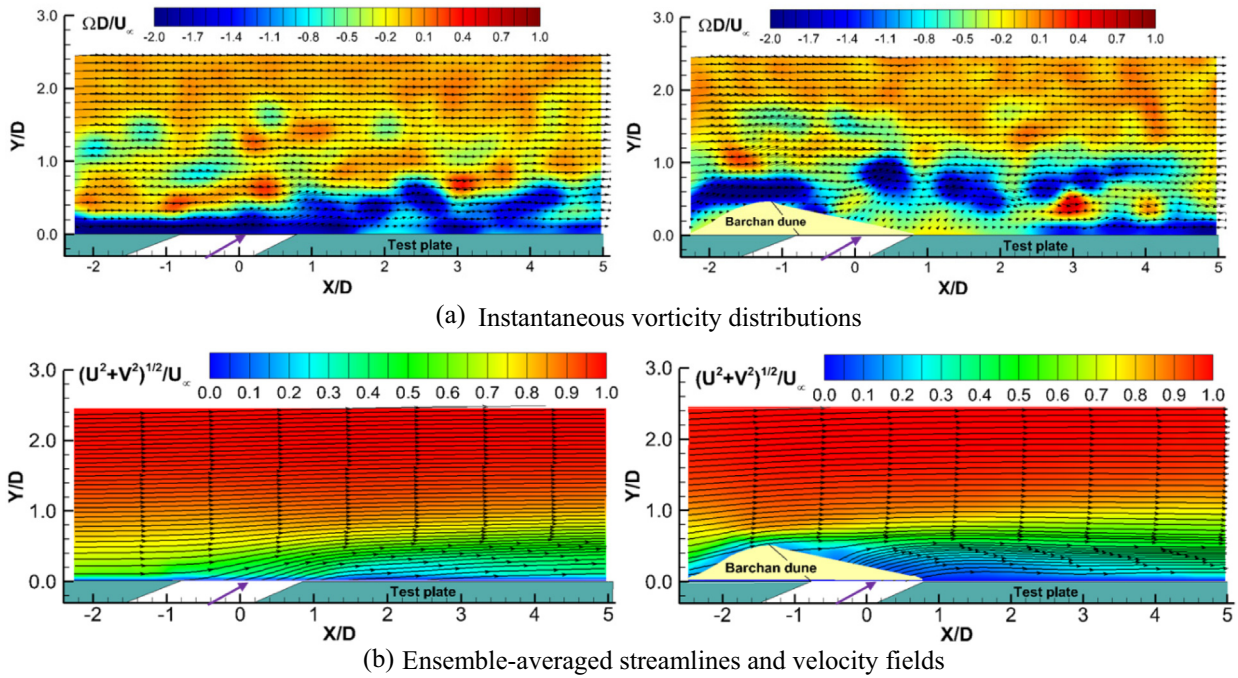 ΩD/U∞
-2.0 -1.7 -1.4 -1.1 -0.8 -0.5 -0.2 0.1 0.4 0.7 1.0
3.0
2.0
1.0
0.0
Y/D
Test plate
-2 -1 0 1 2 3 4 5
X/D
ΩD/U∞
-2.0 -1.7 -1.4 -1.1 -0.8 -0.5 -0.2 0.1 0.4 0.7 1.0
3.0
2.0
1.0
0.0
Y/D
Barchan dune
Test plate
-2 -1 0 1 2 3 4 5
X/D
(a) Instantaneous vorticity distributions
(U²+V²)^1/2/U∞
0.0 0.1 0.2 0.3 0.4 0.5 0.6 0.7 0.8 0.9 1.0
3.0
2.0
1.0
0.0
Y/D
Test plate
-2 -1 0 1 2 3 4 5
X/D
(U²+V²)^1/2/U∞
0.0 0.1 0.2 0.3 0.4 0.5 0.6 0.7 0.8 0.9 1.0
3.0
2.0
1.0
0.0
Y/D
Barchan dune
Test plate
-2 -1 0 1 2 3 4 5
X/D
(b) Ensemble-averaged streamlines and velocity fields